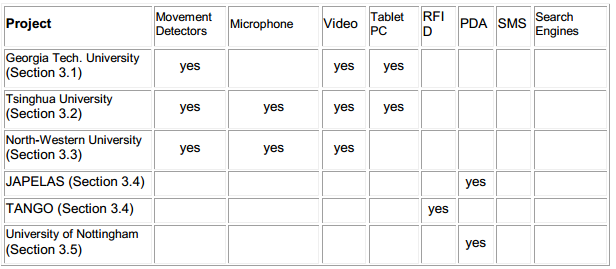 Project Movement Detectors Microphone Video Tablet PC RFI D PDA SMS Search Engines
Georgia Tech. University
(Section 3.1) yes yes yes
Tsinghua University
(Section 3.2) yes yes yes yes
North-Western University
(Section 3.3) yes yes yes
JAPELAS (Section 3.4) yes
TANGO (Section 3.4) yes
University of Nottingham
(Section 3.5) yes